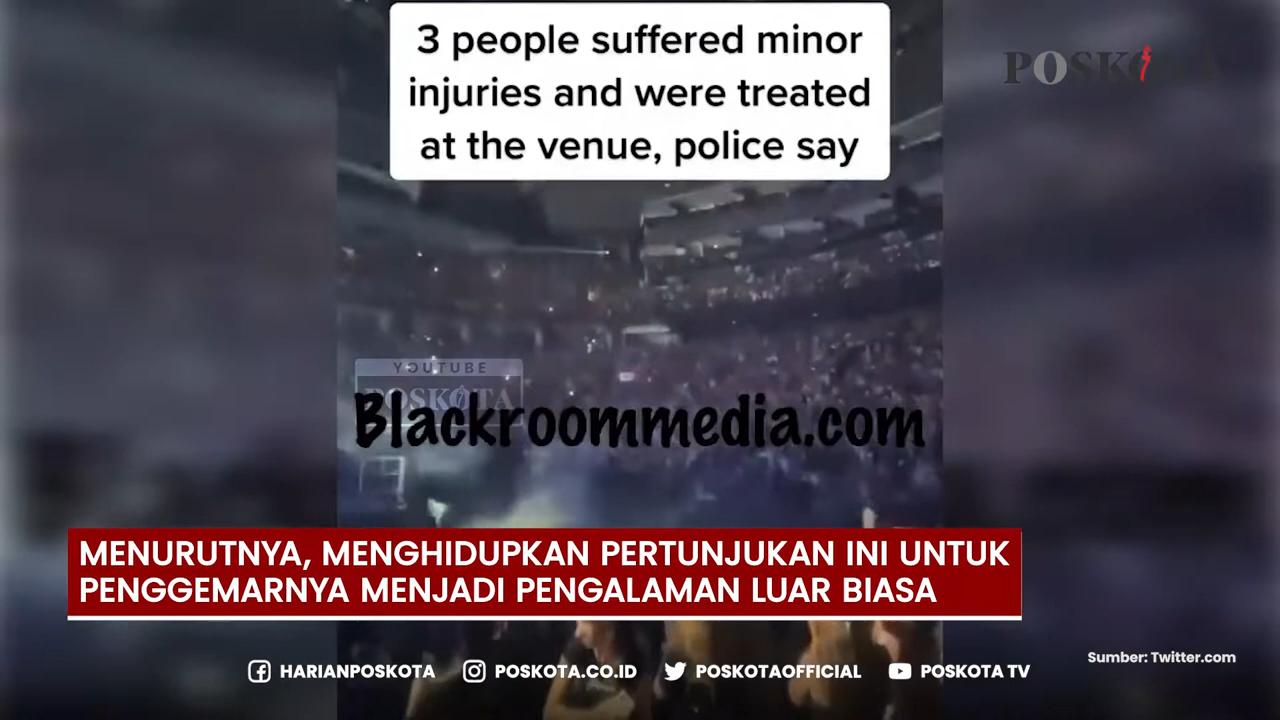 3 people suffered minor
injuries and were treated
at the venue, police say
POSKOTA
YOUTUBE
POSKOTA
Blackroommedia.com
MENURUTNYA, MENGHIDUPKAN PERTUNJUKAN INI UNTUK
PENGGEMARNYA MENJADI PENGALAMAN LUAR BIASA
Sumber: Twitter.com
HARIANPOSKOTA POSKOTA.CO.ID POSKOTAOFFICIAL POSKOTA TV